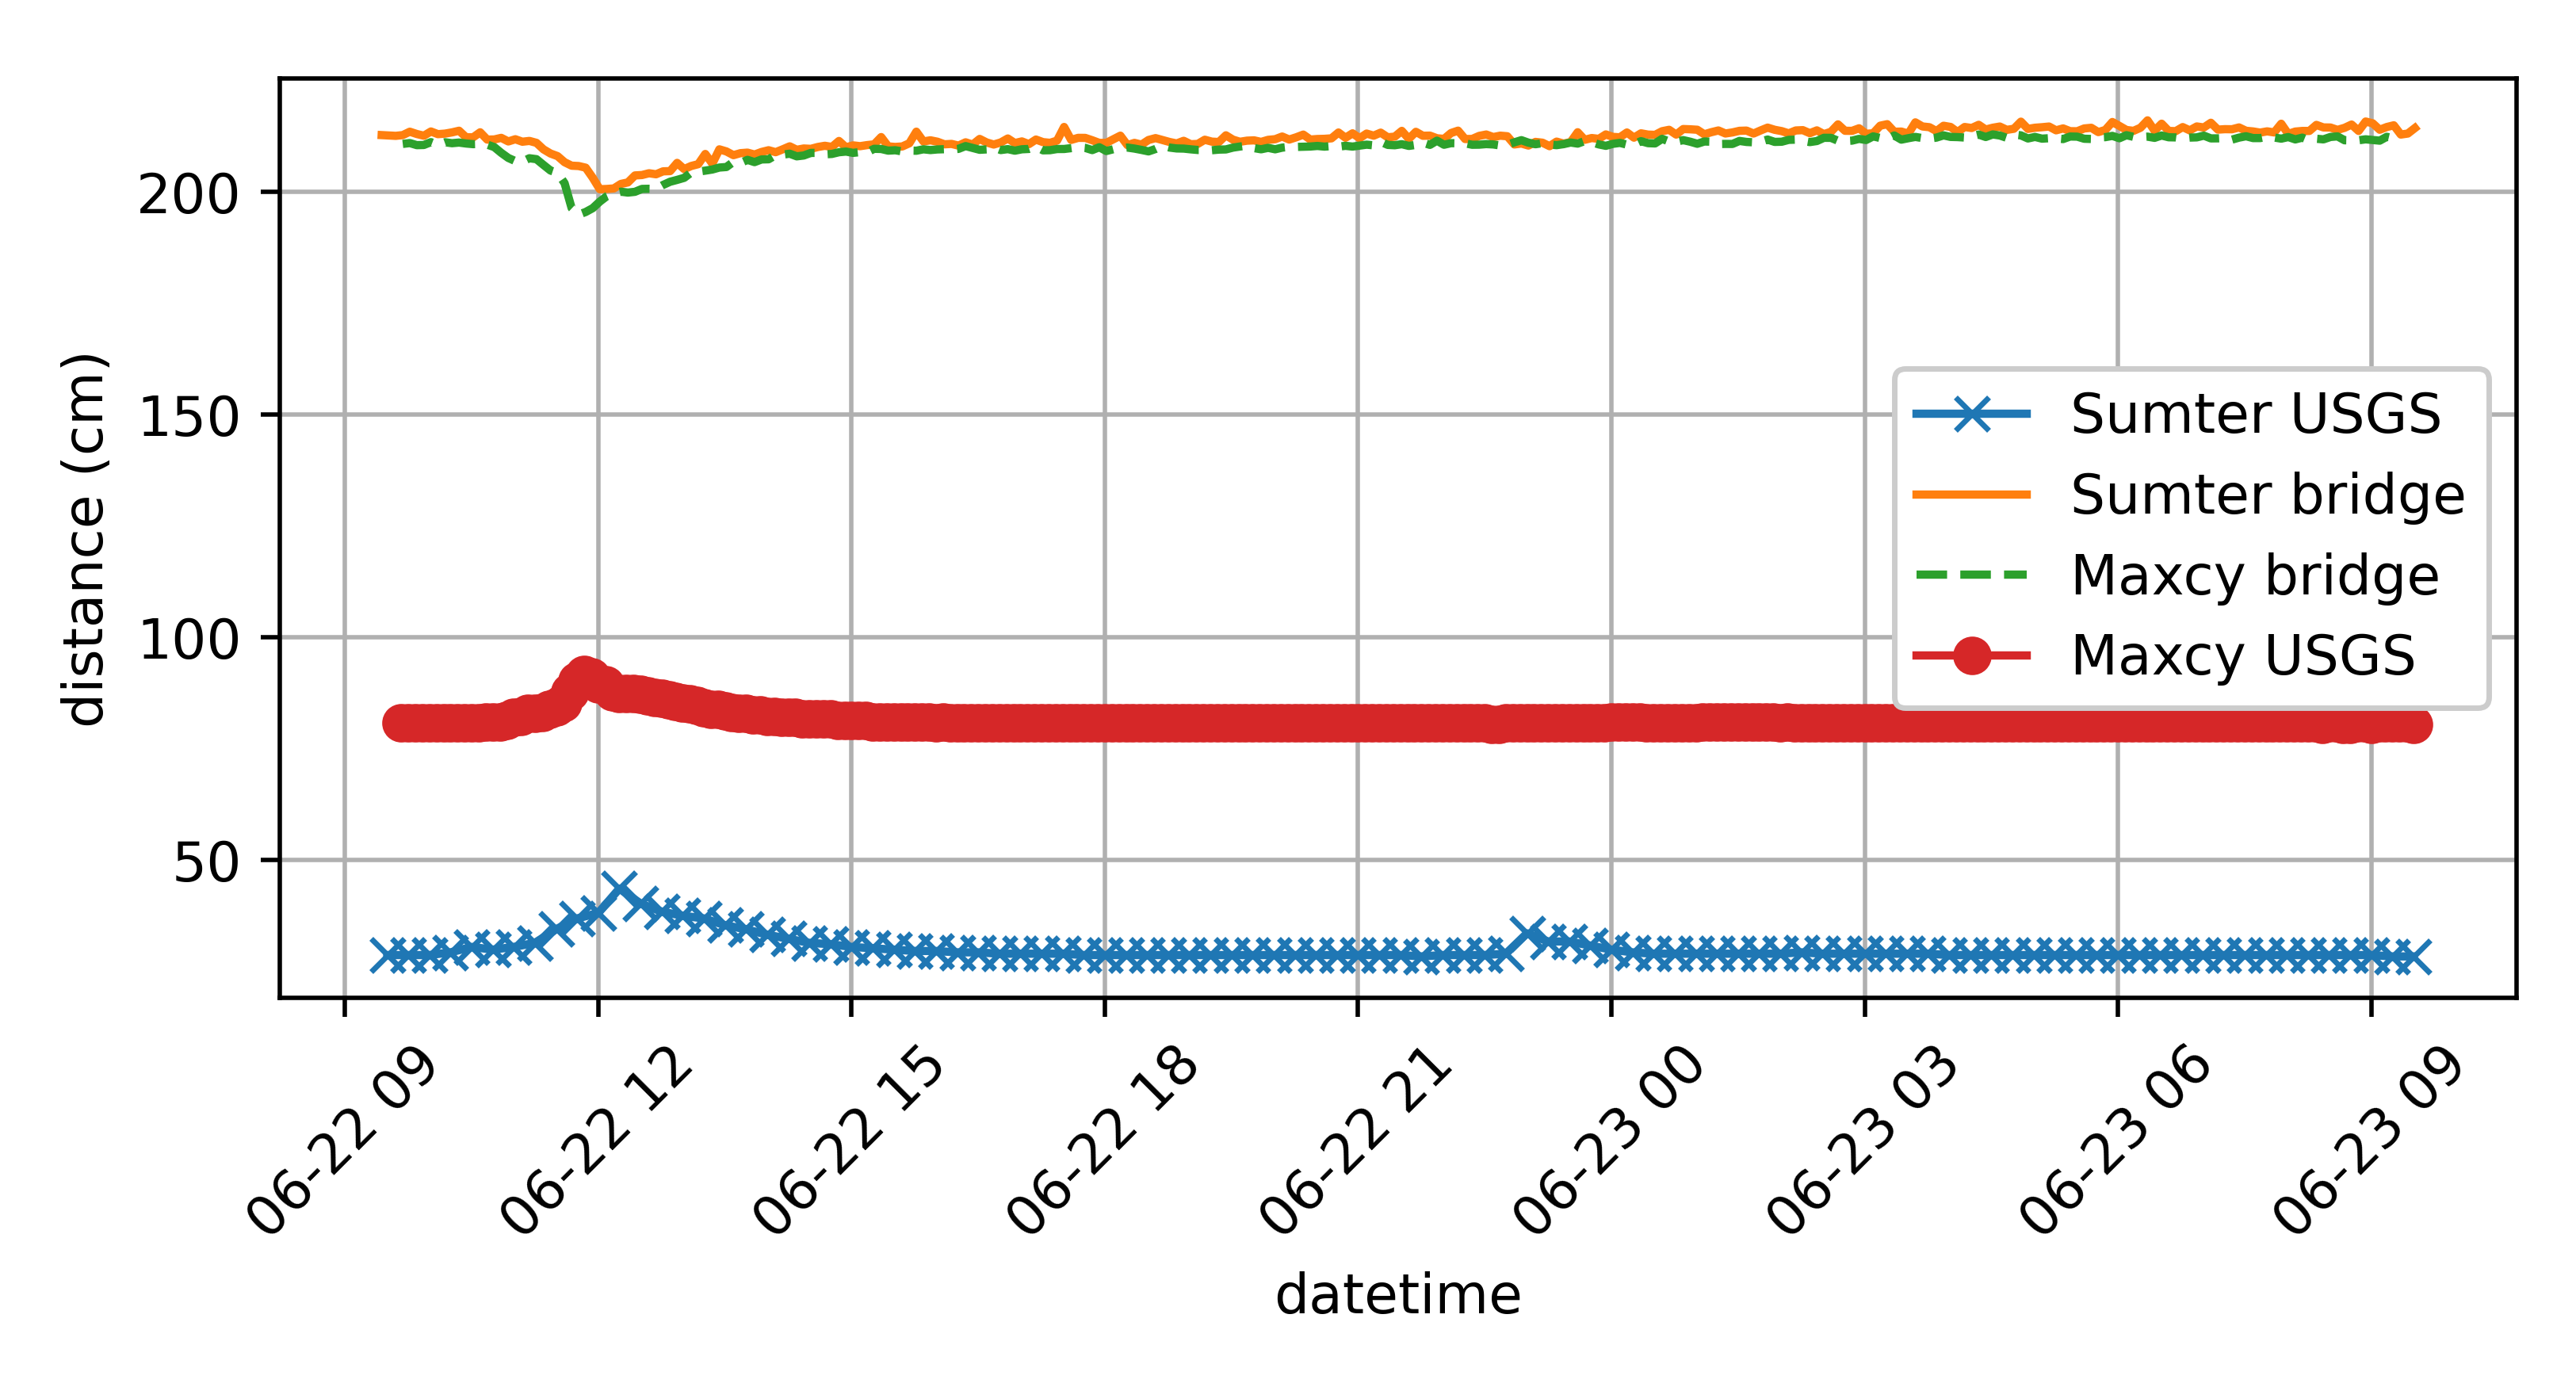 distance (cm)
200
150
100
50
Sumter USGS
Sumter bridge
Maxcy bridge
Maxcy USGS
06-22 09
06-22 12
06-22 15
06-22 18
06-22 21
06-23 00
06-23 03
06-23 06
06-23 09
datetime